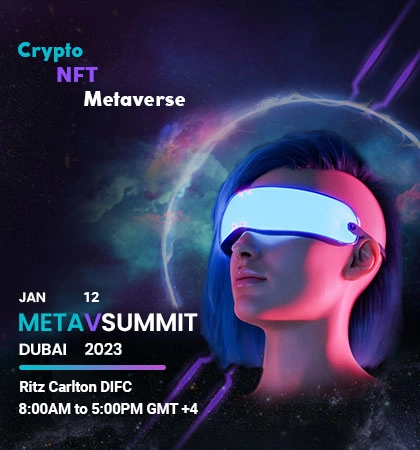 Crypto
NFT
Metaverse
JAN 12
METAVSUMMIT
DUBAI 2023
Ritz Carlton DIFC
8:00AM to 5:00PM GMT +4